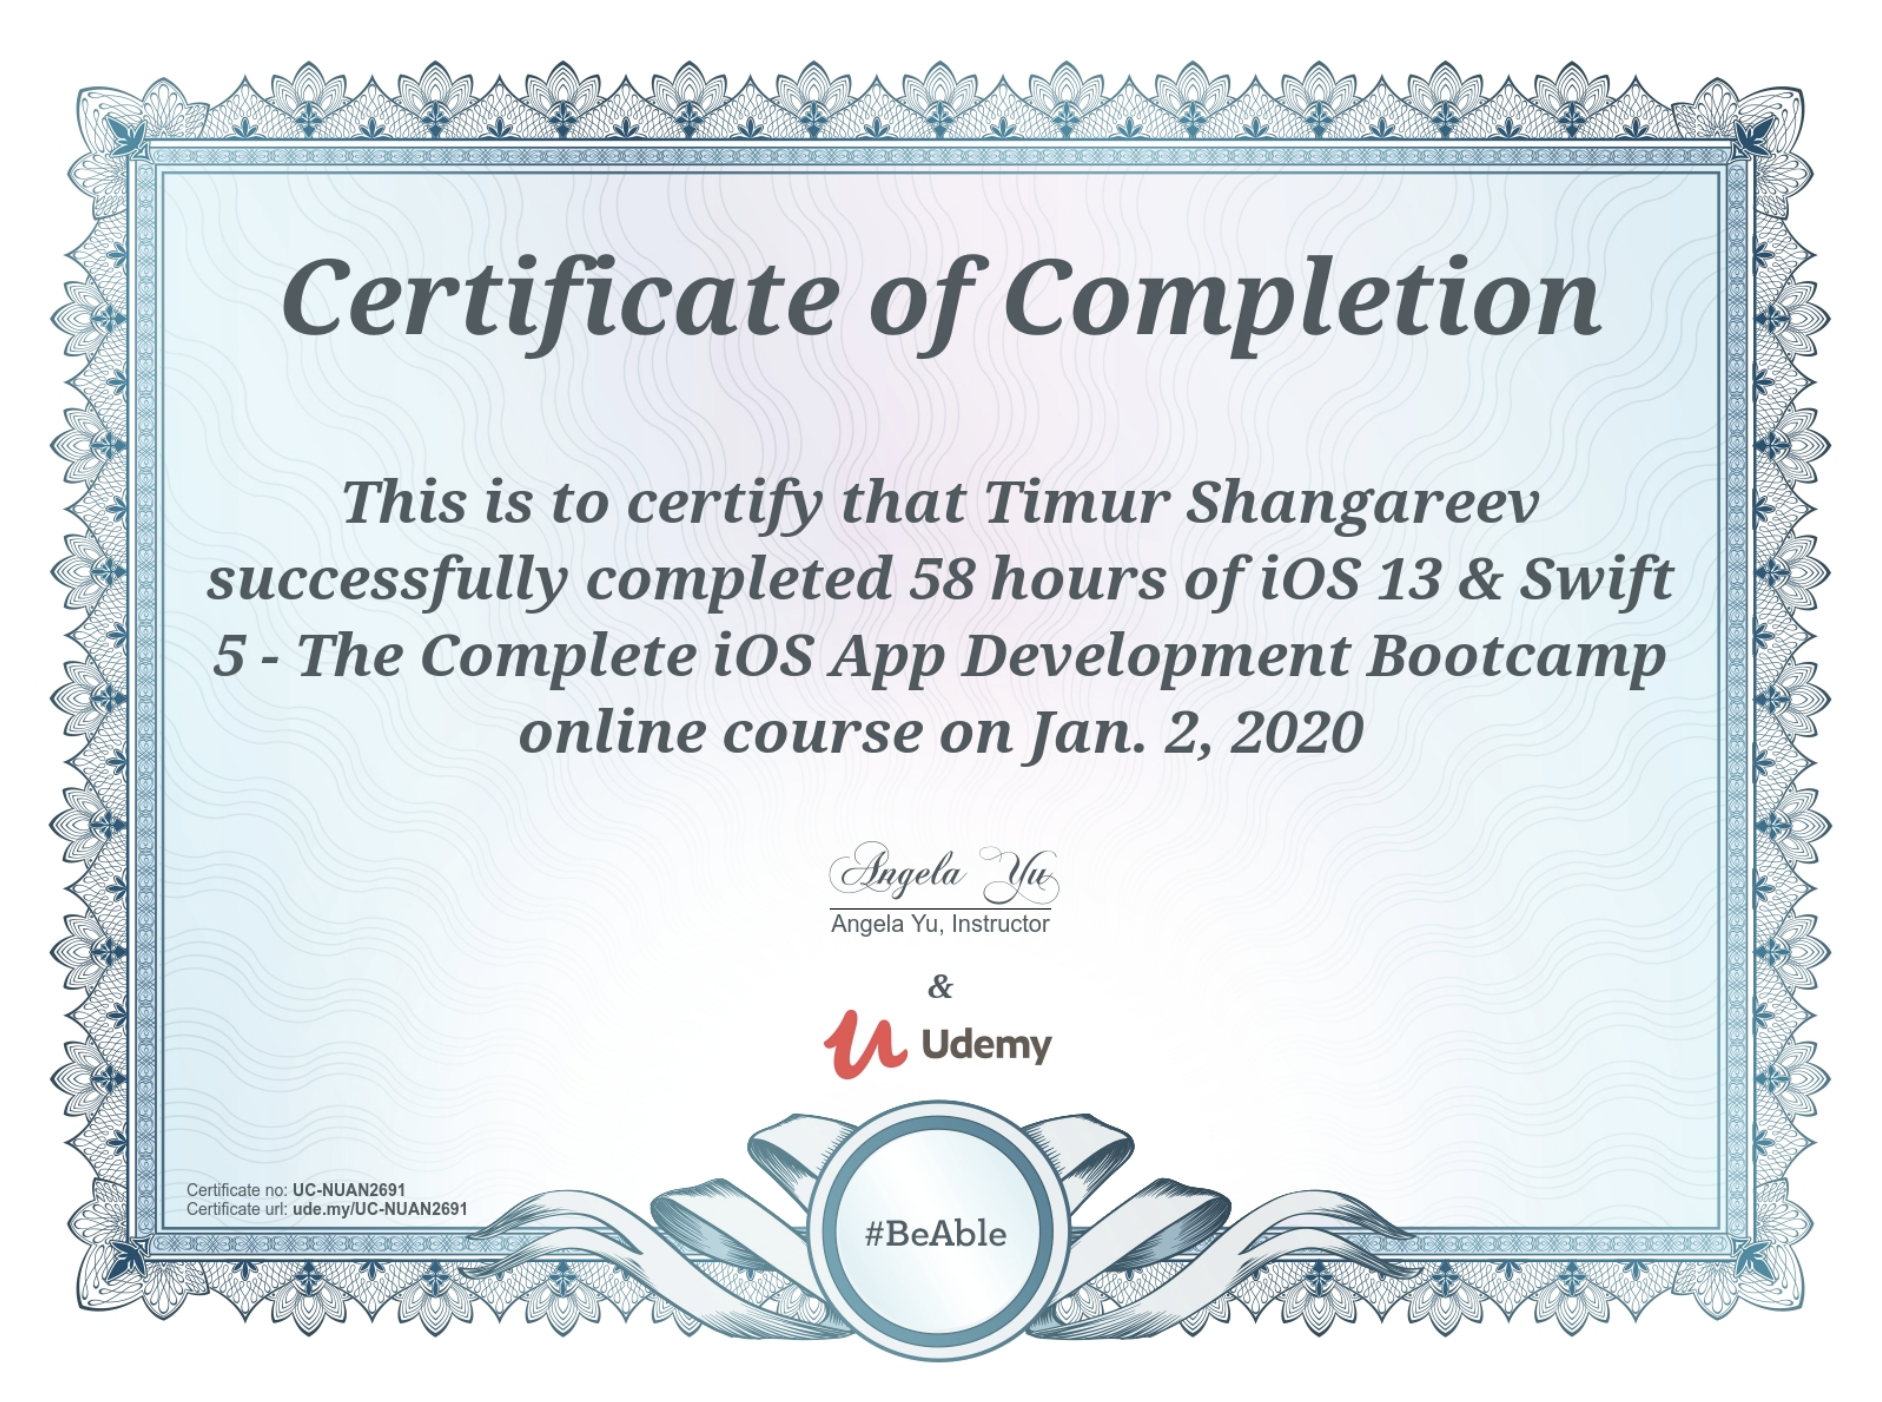 Certificate of Completion
This is to certify that Timur Shangareev
successfully completed 58 hours of iOS 13 & Swift
5 - The Complete iOS App Development Bootcamp
online course on Jan. 2, 2020
Angela Yu
Angela Yu, Instructor
&
Udemy
Certificate no: UC-NUAN2691
Certificate url: ude.my/UC-NUAN2691
#BeAble